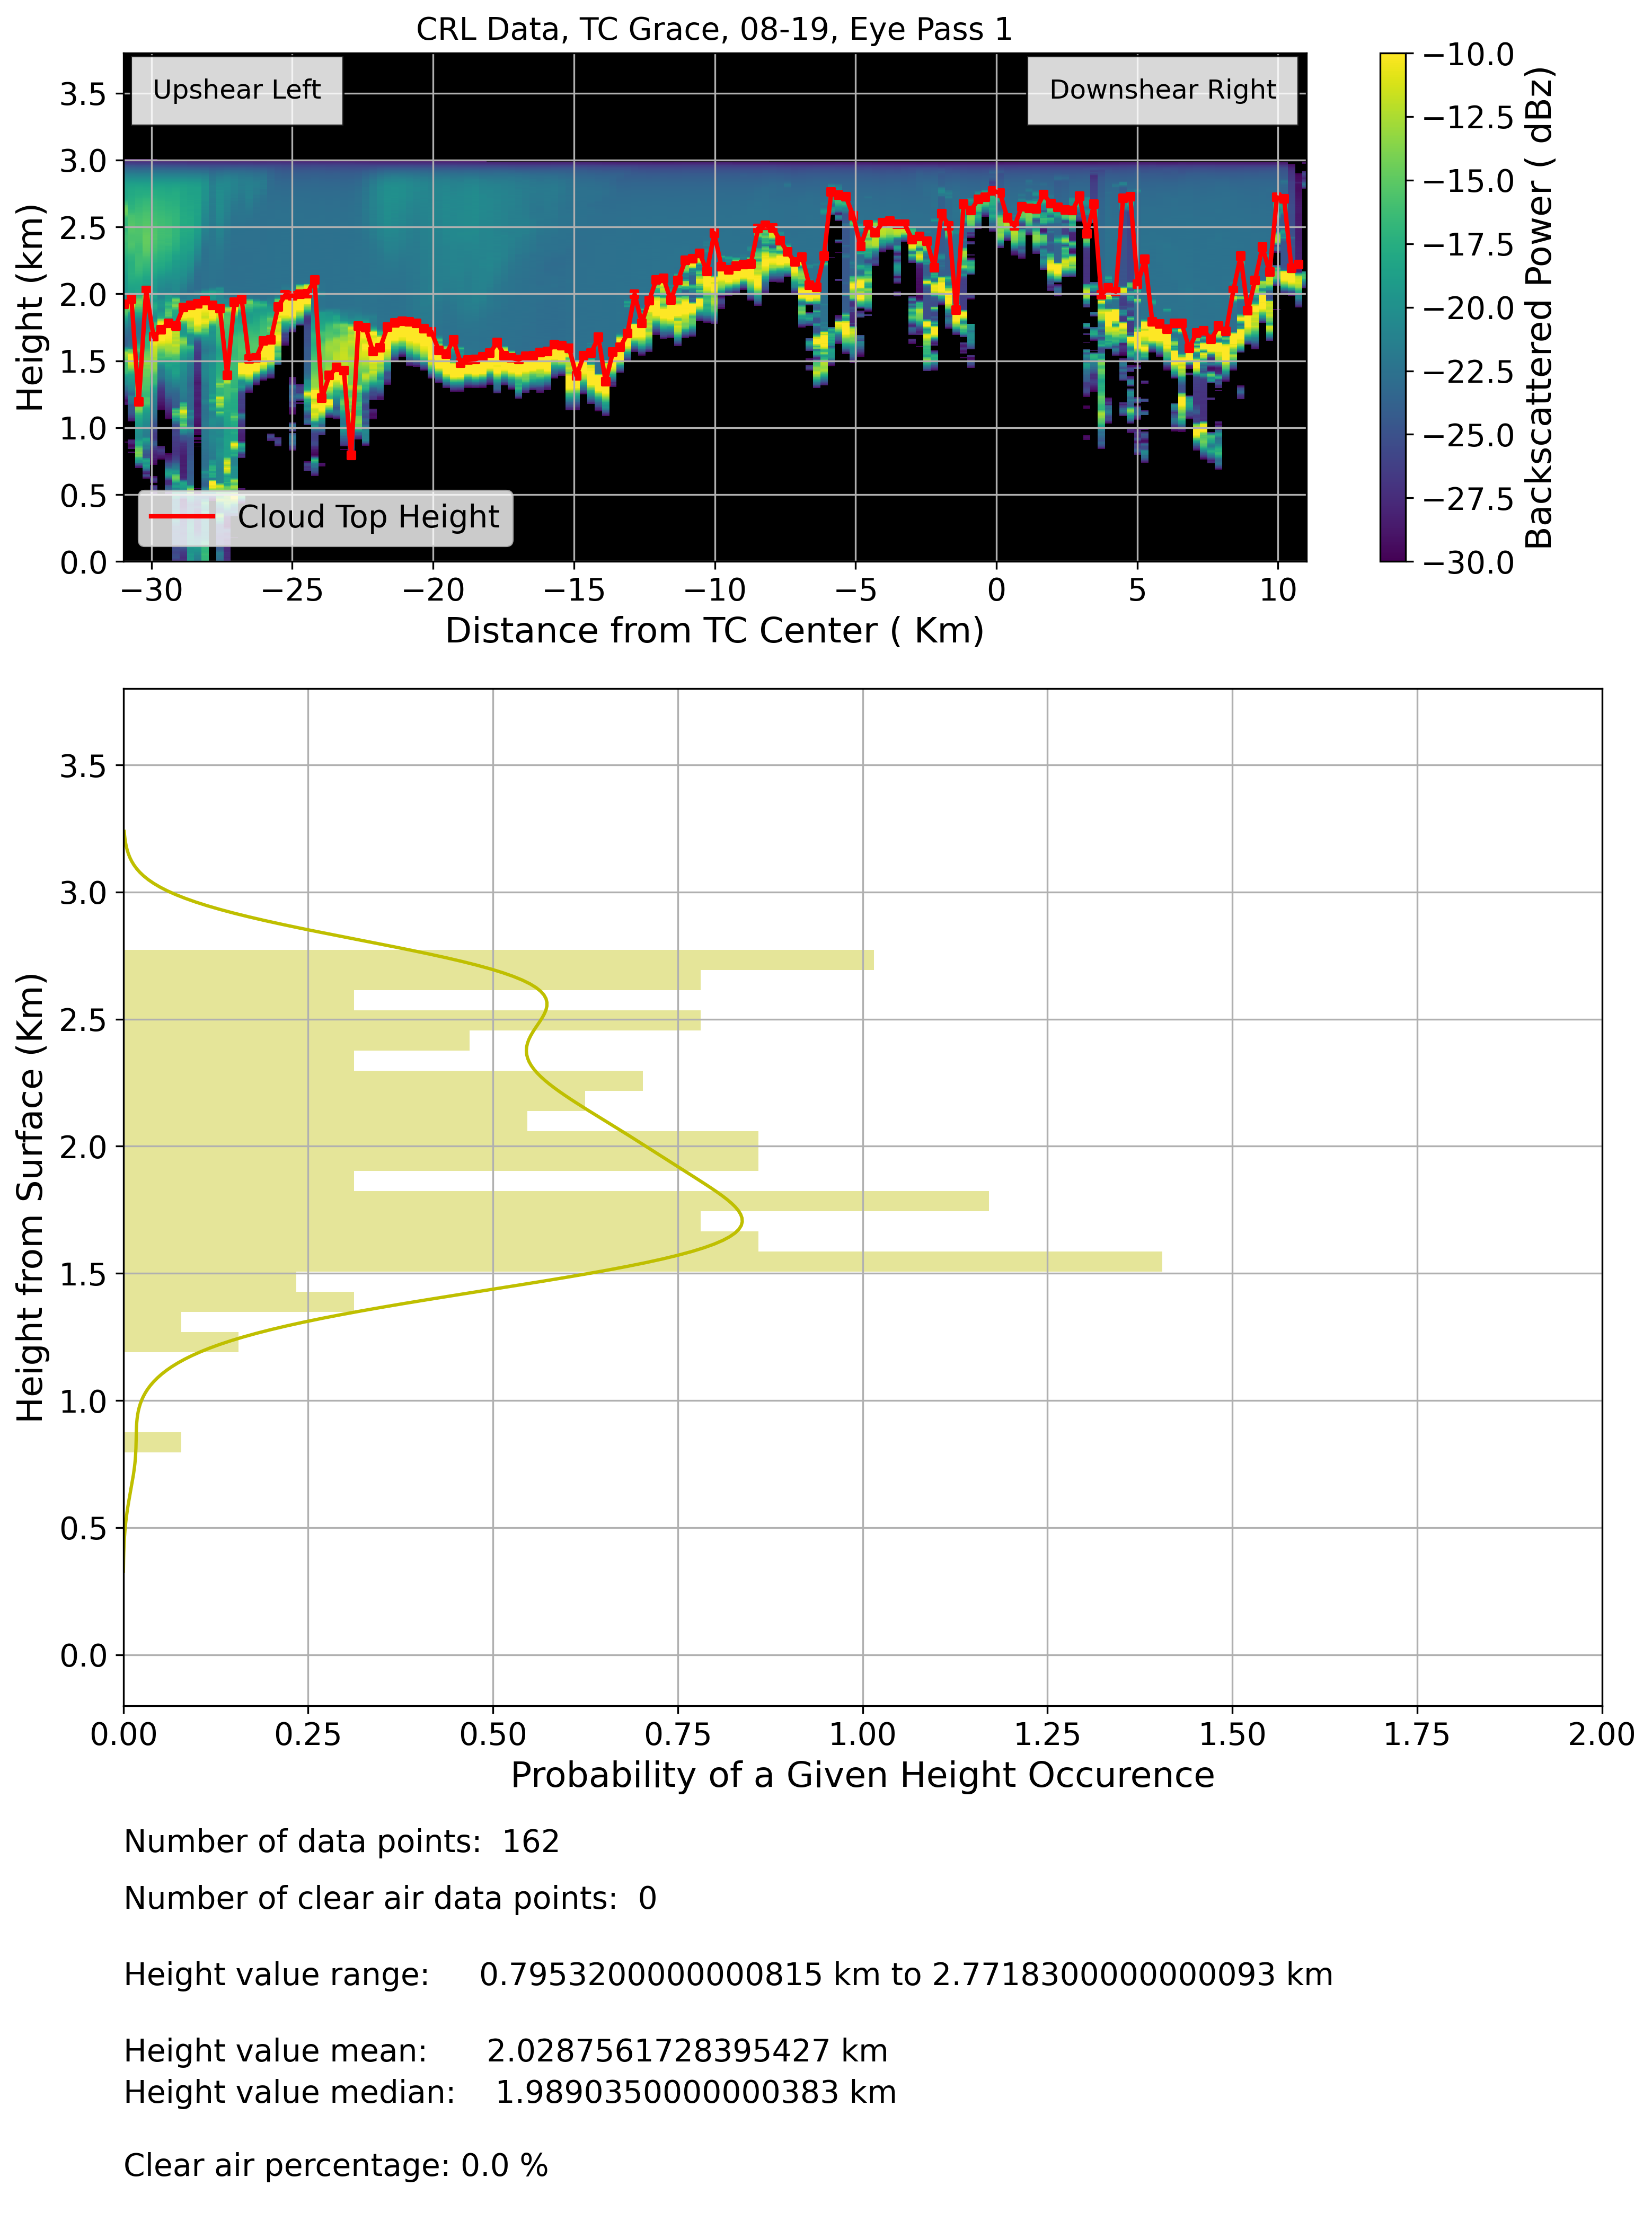 CRL Data, TC Grace, 08-19, Eye Pass 1
Upshear Left
Downshear Right
3.5
3.0
2.5
2.0
1.5
1.0
0.5
0.0
Height (km)
Cloud Top Height
−30
−25
−20
−15
−10
−5
0
5
10
Distance from TC Center ( Km)
−10.0
−12.5
−15.0
−17.5
−20.0
−22.5
−25.0
−27.5
−30.0
Backscattered Power ( dBz)
3.5
3.0
2.5
2.0
1.5
1.0
0.5
0.0
Height from Surface (Km)
0.00
0.25
0.50
0.75
1.00
1.25
1.50
1.75
2.00
Probability of a Given Height Occurence
Number of data points:  162
Number of clear air data points:  0
Height value range:     0.7953200000000815 km to 2.7718300000000093 km
Height value mean:      2.0287561728395427 km
Height value median:    1.9890350000000383 km
Clear air percentage: 0.0 %